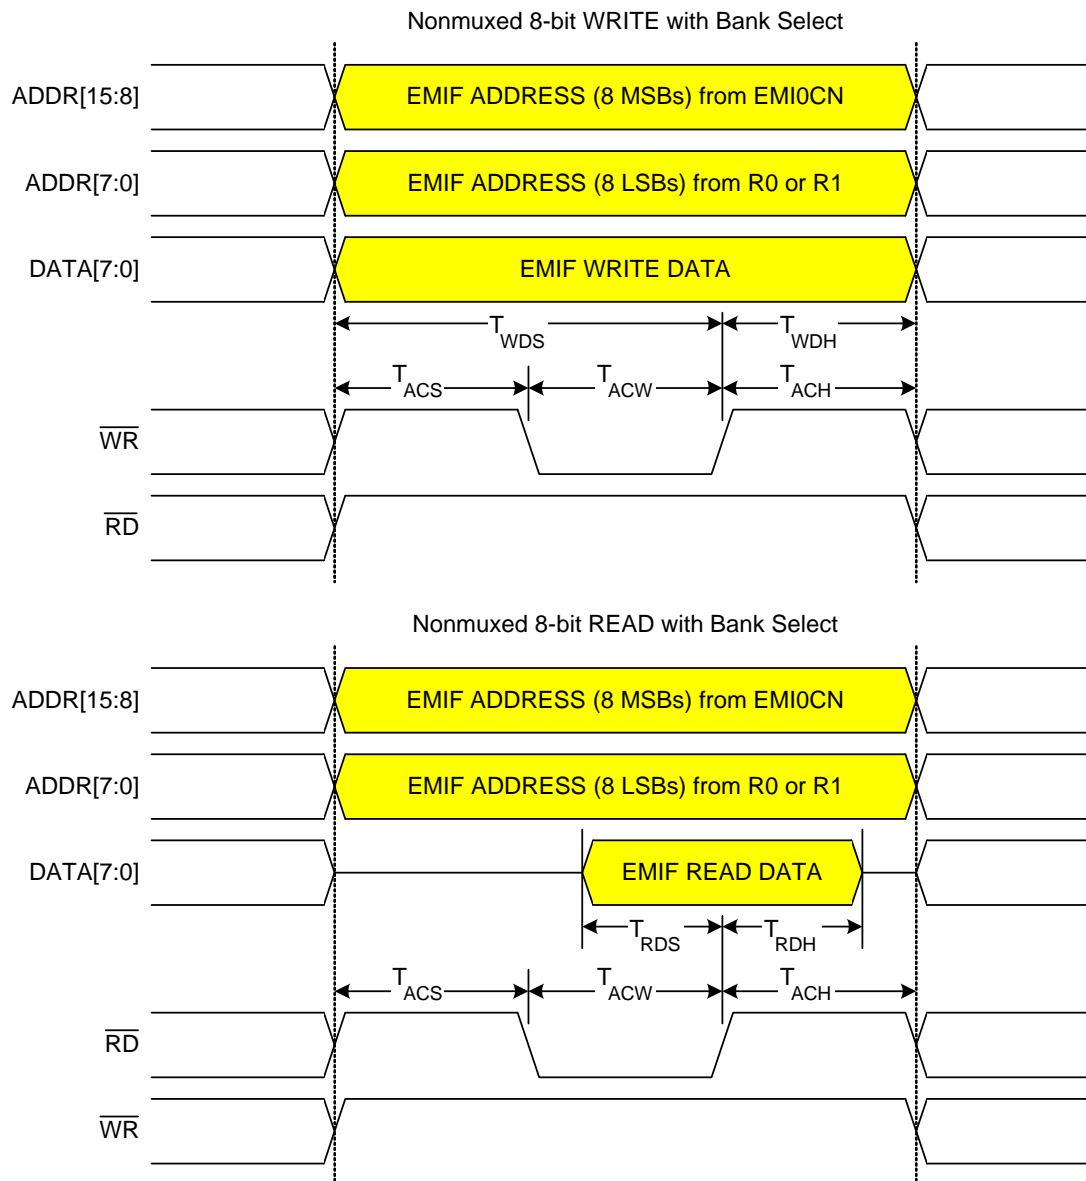 Nonmuxed 8-bit WRITE with Bank Select
ADDR[15:8]
EMIF ADDRESS (8 MSBs) from EMI0CN
ADDR[7:0]
EMIF ADDRESS (8 LSBs) from R0 or R1
DATA[7:0]
EMIF WRITE DATA
TWDS TWDH
TACS TACW TACH
WR
RD
Nonmuxed 8-bit READ with Bank Select
ADDR[15:8]
EMIF ADDRESS (8 MSBs) from EMI0CN
ADDR[7:0]
EMIF ADDRESS (8 LSBs) from R0 or R1
DATA[7:0]
EMIF READ DATA
TRDS TRDH
TACS TACW TACH
RD
WR